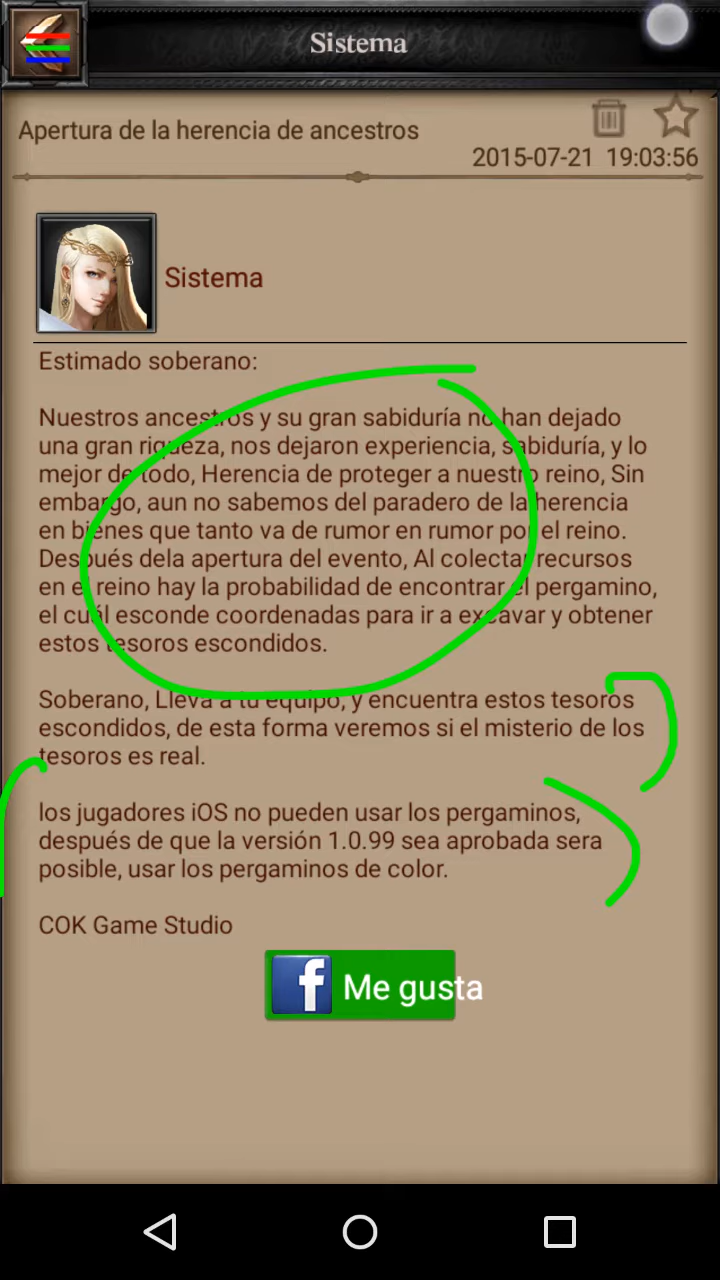 Sistema
Apertura de la herencia de ancestros
2015-07-21 19:03:56
Sistema
Estimado soberano:
Nuestros ancestros y su gran sabiduría no han dejado
una gran riqueza, nos dejaron experiencia, sabiduría, y lo
mejor de todo, Herencia de proteger a nuestro reino, Sin
embargo, aun no sabemos del paradero de la herencia
en bienes que tanto va de rumor en rumor por el reino.
Después dela apertura del evento, Al colectar recursos
en el reino hay la probabilidad de encontrar el pergamino,
el cuál esconde coordenadas para ir a excavar y obtener
estos tesoros escondidos.
Soberano, Lleva a tu equipo, y encuentra estos tesoros
escondidos, de esta forma veremos si el misterio de los
tesoros es real.
los jugadores iOS no pueden usar los pergaminos,
después de que la versión 1.0.99 sea aprobada sera
posible, usar los pergaminos de color.
COK Game Studio
f Me gusta